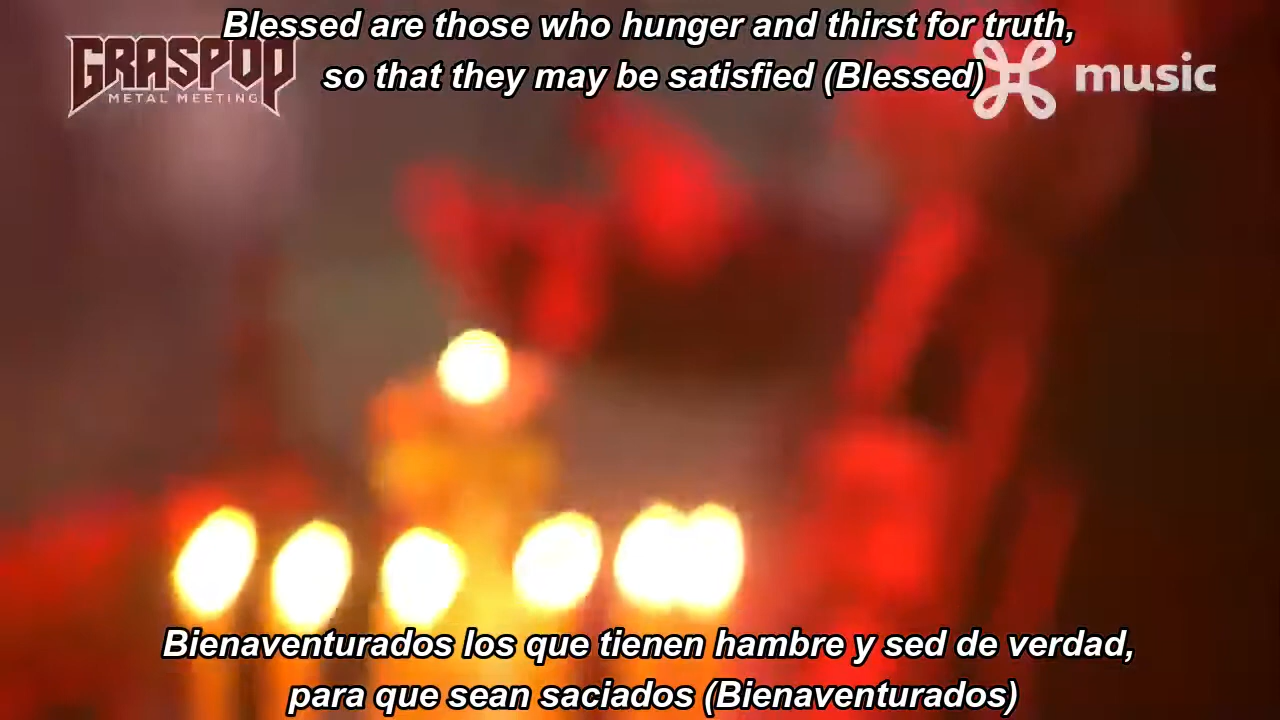 Blessed are those who hunger and thirst for truth,
so that they may be satisfied (Blessed)
GRASPOP
METAL MEETING
music
Bienaventurados los que tienen hambre y sed de verdad,
para que sean saciados (Bienaventurados)